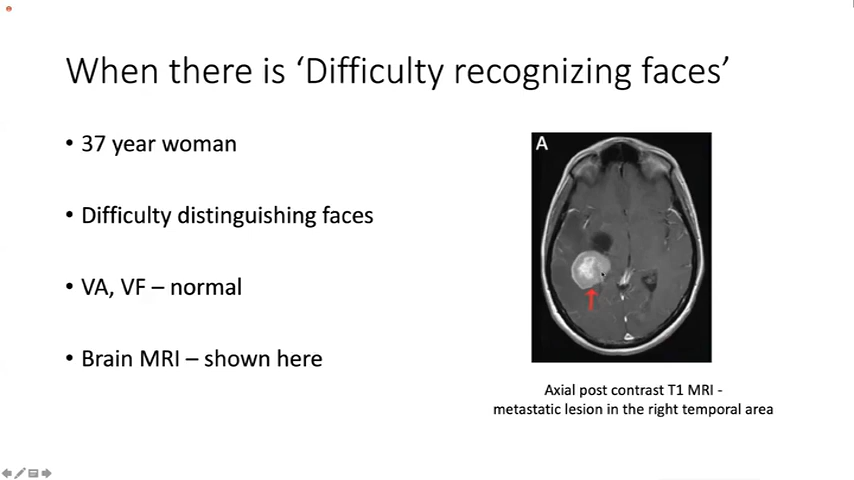 When there is ‘Difficulty recognizing faces’
• 37 year woman
• Difficulty distinguishing faces
• VA, VF – normal
• Brain MRI – shown here
A
Axial post contrast T1 MRI -
metastatic lesion in the right temporal area